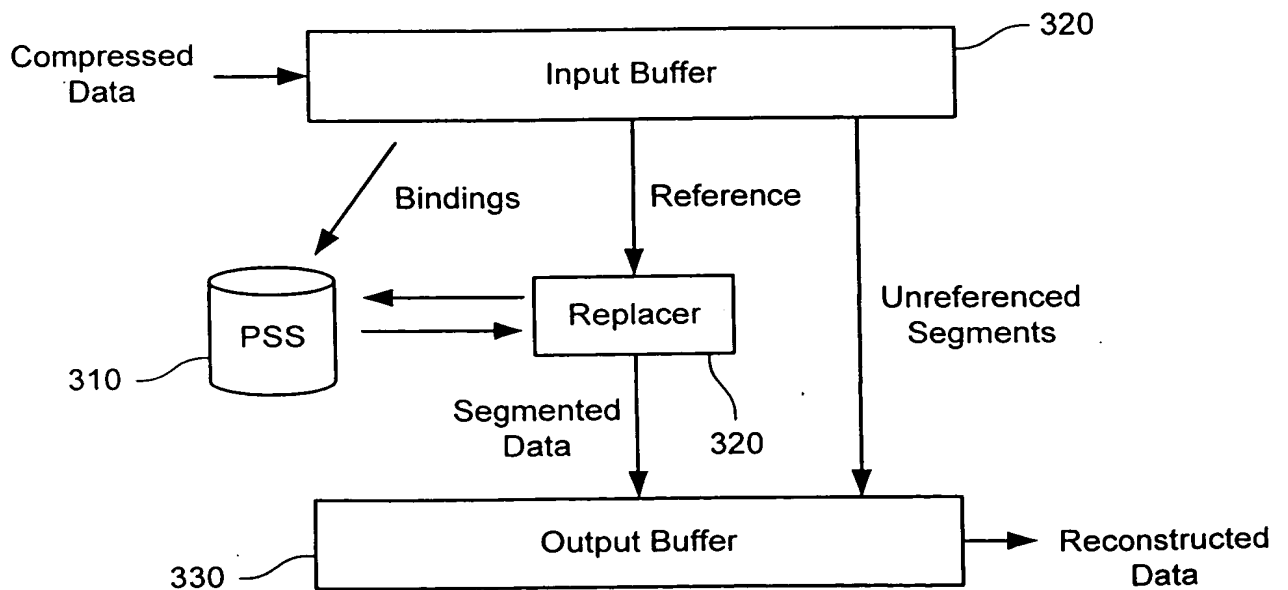 320
Compressed
Data
Input Buffer
Bindings
Reference
Unreferenced
Segments
PSS
Replacer
310
Segmented
Data
320
Output Buffer
Reconstructed
Data
330